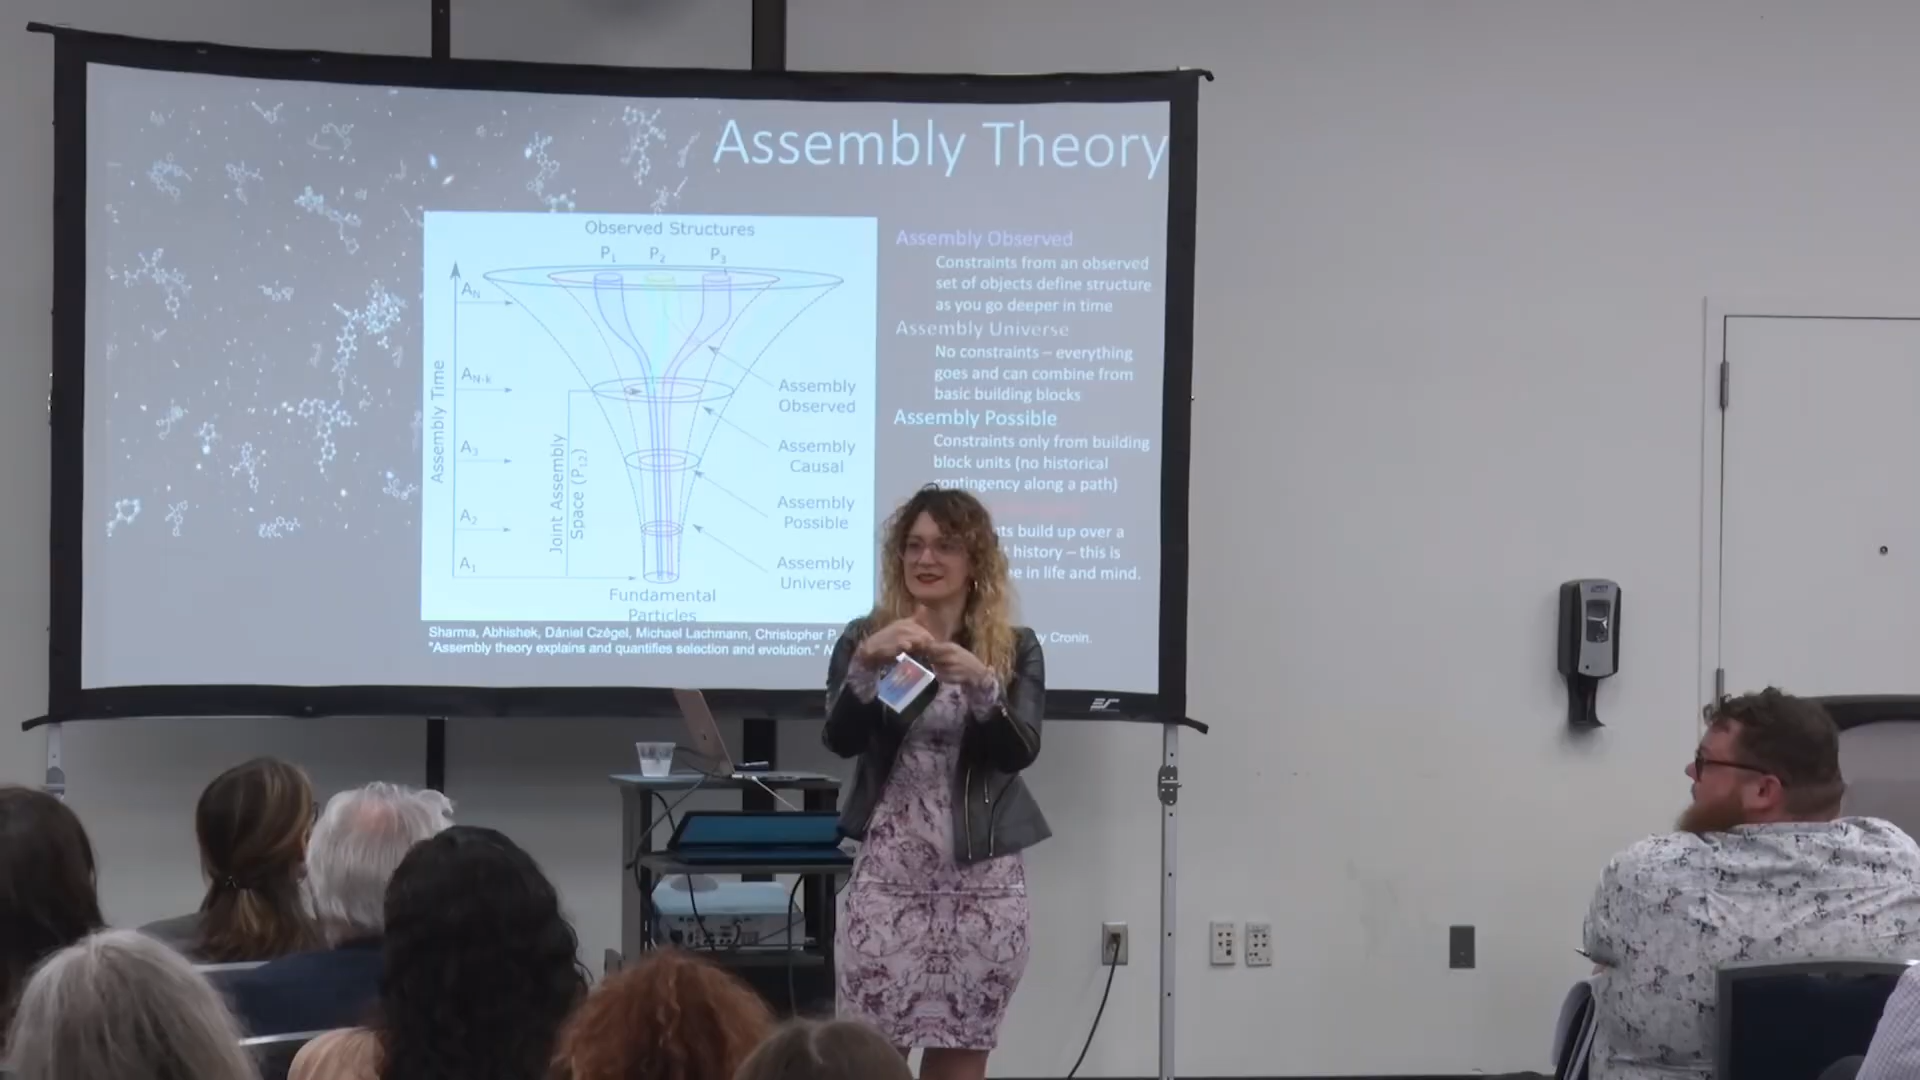 Assembly Theory
Observed Structures
P1 P2 P3
AN
AN-k
A3
A2
A1
Assembly Time
Joint Assembly
Space (P12)
Assembly
Observed
Assembly
Causal
Assembly
Possible
Assembly
Universe
Fundamental
Particles
Assembly Observed
Constraints from an observed
set of objects define structure
as you go deeper in time
Assembly Universe
No constraints – everything
goes and can combine from
basic building blocks
Assembly Possible
Constraints only from building
block units (no historical
contingency along a path)
build up over a
history – this is
in life and mind.
Sharma, Abhishek, Dániel Czégel, Michael Lachmann, Christopher P. Cronin.
"Assembly theory explains and quantifies selection and evolution."